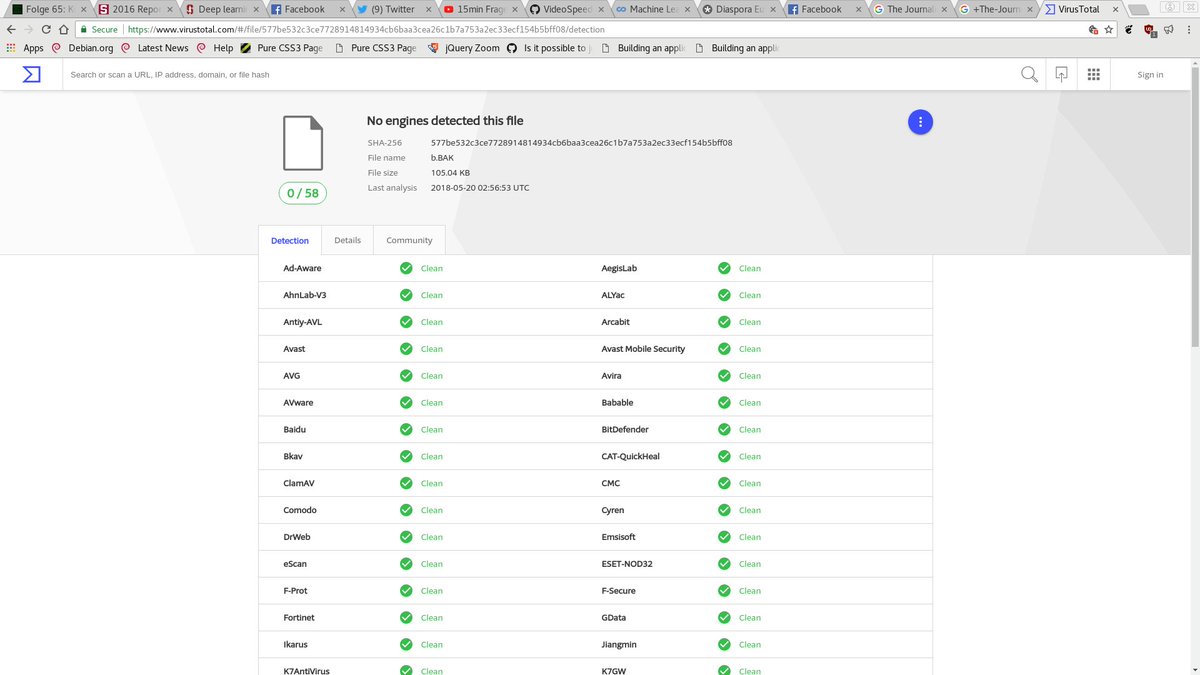 Folge 65: K
2016 Repo
Deep learni
Facebook
(9) Twitter
15min Frag
VideoSpeed
Machine Lea
Diaspora Eu
Facebook
The Journal
+The-Journ
VirusTotal
Secure https://www.virustotal.com/#/file/577be532c3ce7728914814934cb6baa3cea26c1b7a753a2ec33ecf154b5bff08/detection
Apps Debian.org Latest News Help Pure CSS3 Page Pure CSS3 Page jQuery Zoom Is it possible to Building an appli Building an appli
Search or scan a URL, IP address, domain, or file hash
Sign in
No engines detected this file
SHA-256 577be532c3ce7728914814934cb6baa3cea26c1b7a753a2ec33ecf154b5bff08
File name b.BAK
File size 105.04 KB
Last analysis 2018-05-20 02:56:53 UTC
0 / 58
Detection Details Community
Ad-Aware Clean AegisLab Clean
AhnLab-V3 Clean ALYac Clean
Antiy-AVL Clean Arcabit Clean
Avast Clean Avast Mobile Security Clean
AVG Clean Avira Clean
AVware Clean Babable Clean
Baidu Clean BitDefender Clean
Bkav Clean CAT-QuickHeal Clean
ClamAV Clean CMC Clean
Comodo Clean Cyren Clean
DrWeb Clean Emsisoft Clean
eScan Clean ESET-NOD32 Clean
F-Prot Clean F-Secure Clean
Fortinet Clean GData Clean
Ikarus Clean Jiangmin Clean
K7AntiVirus Clean K7GW Clean